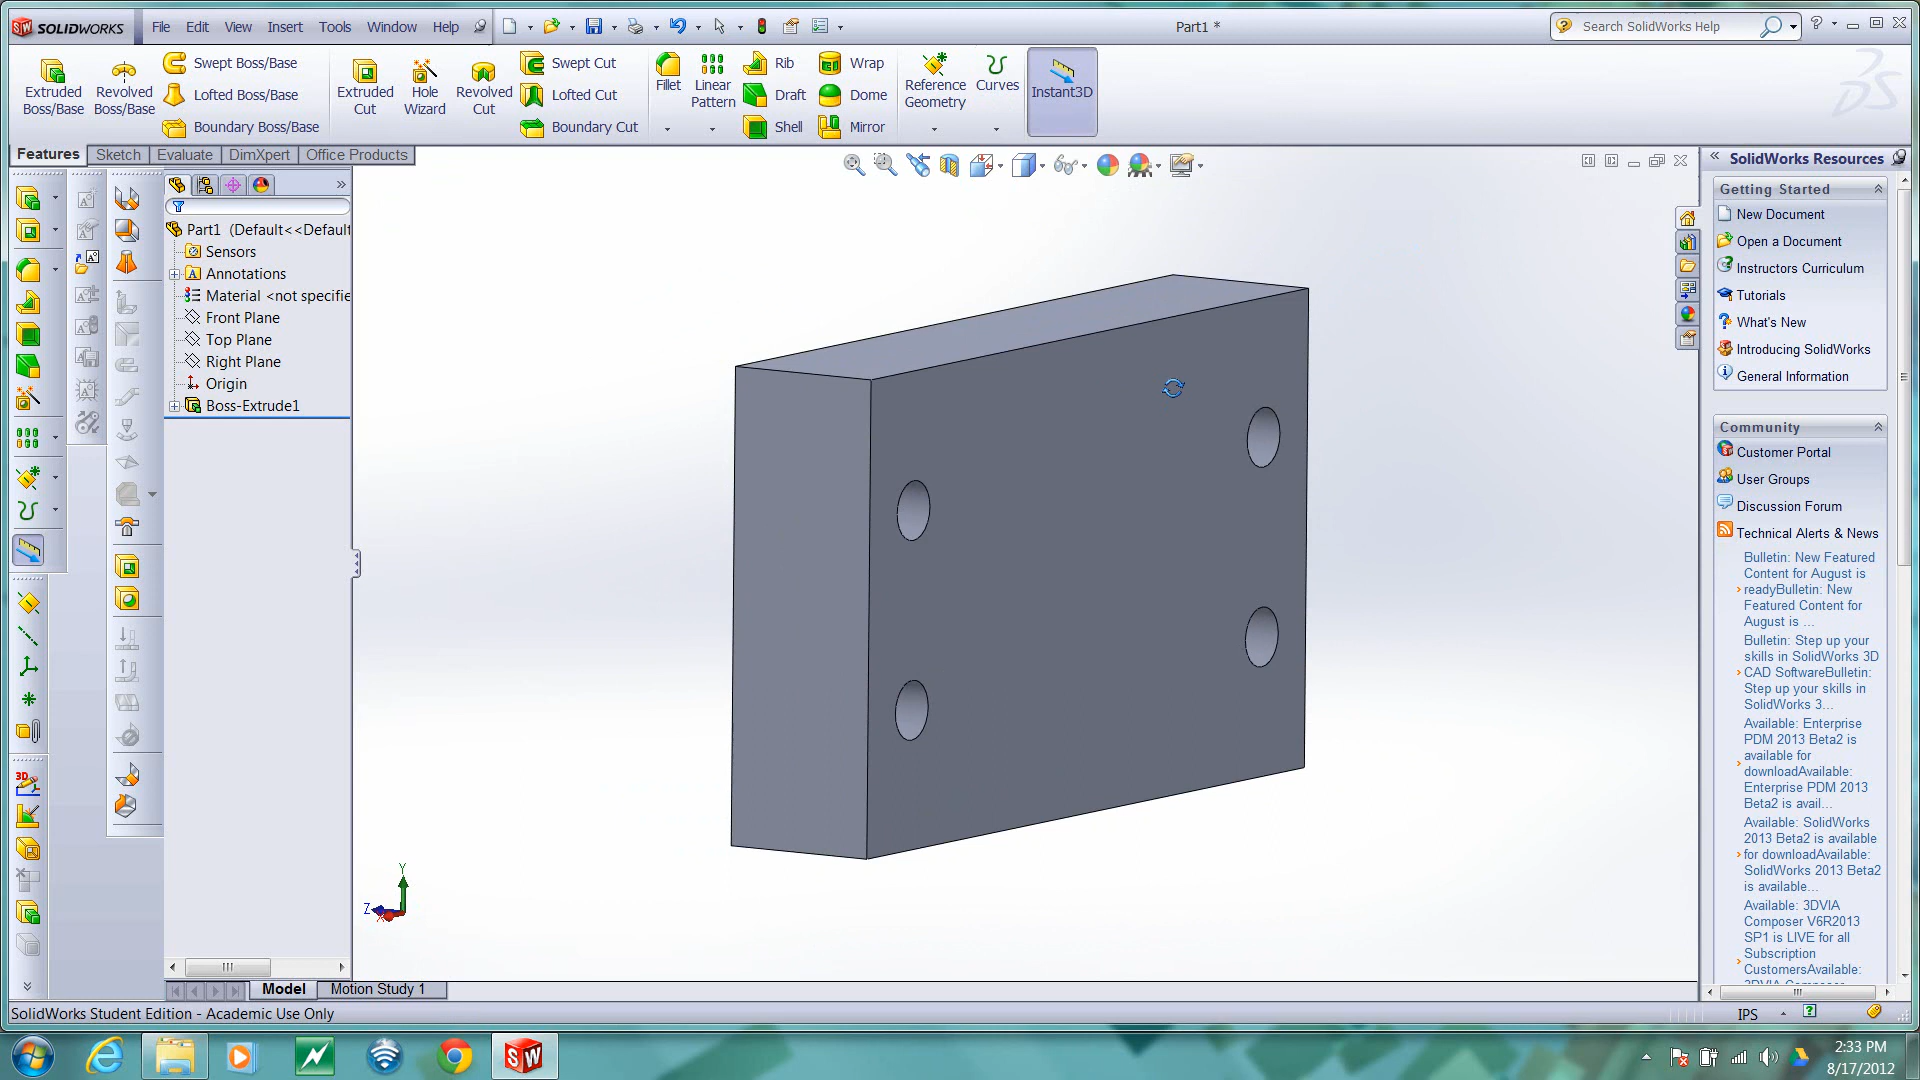 SOLIDWORKS File Edit View Insert Tools Window Help Part1 * Search SolidWorks Help
Extruded Boss/Base
Revolved Boss/Base
Swept Boss/Base
Lofted Boss/Base
Boundary Boss/Base
Extruded Cut
Hole Wizard
Revolved Cut
Swept Cut
Lofted Cut
Boundary Cut
Fillet
Linear Pattern
Rib
Draft
Shell
Wrap
Dome
Mirror
Reference Geometry
Curves
Instant3D
Features Sketch Evaluate DimXpert Office Products
Part1 (Default<<Default
Sensors
Annotations
Material <not specifie
Front Plane
Top Plane
Right Plane
Origin
Boss-Extrude1
3D
Y
Z
X
Model Motion Study 1
SolidWorks Resources
Getting Started
New Document
Open a Document
Instructors Curriculum
Tutorials
What's New
Introducing SolidWorks
General Information
Community
Customer Portal
User Groups
Discussion Forum
Technical Alerts & News
Bulletin: New Featured
Content for August is
readyBulletin: New
Featured Content for
August is ...
Bulletin: Step up your
skills in SolidWorks 3D
CAD SoftwareBulletin:
Step up your skills in
SolidWorks 3...
Available: Enterprise
PDM 2013 Beta2 is
available for
downloadAvailable:
Enterprise PDM 2013
Beta2 is avail...
Available: SolidWorks
2013 Beta2 is available
for downloadAvailable:
SolidWorks 2013 Beta2
is available...
Available: 3DVIA
Composer V6R2013
SP1 is LIVE for all
Subscription
CustomersAvailable:
3DVIA Composer
SolidWorks Student Edition - Academic Use Only
IPS
SW
2:33 PM
8/17/2012